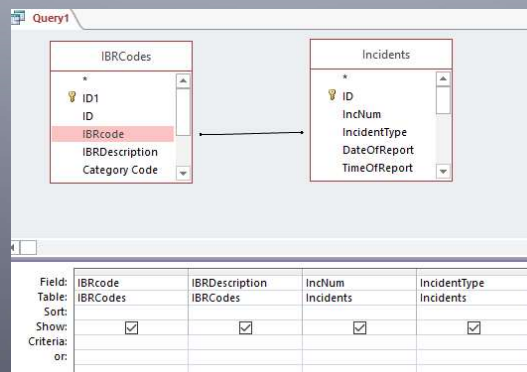 Query1
IBRCodes
*
ID1
ID
IBRcode
IBRDescription
Category Code
Incidents
*
ID
IncNum
IncidentType
DateOfReport
TimeOfReport
Field: IBRcode IBRDescription IncNum IncidentType
Table: IBRCodes IBRCodes Incidents Incidents
Sort:
Show:
Criteria:
or: